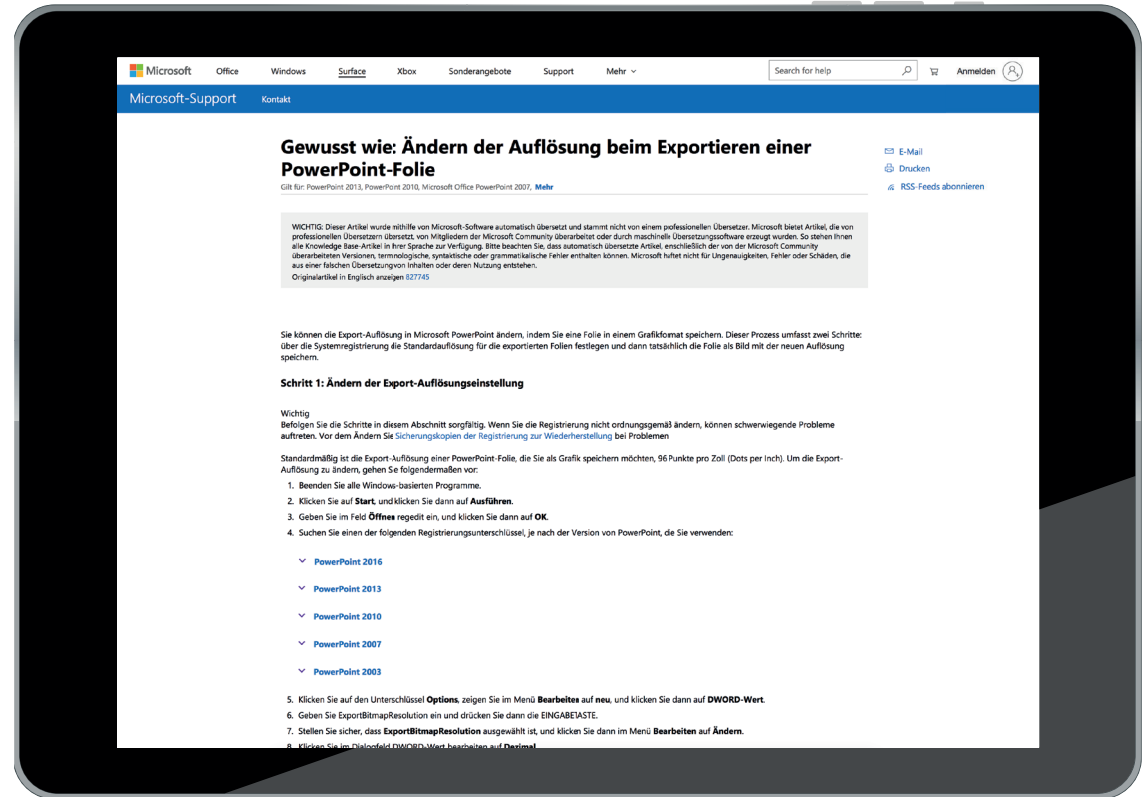 Microsoft Office Windows Surface Xbox Sonderangebote Support Mehr Search for help Anmelden
Microsoft-Support Kontakt
Gewusst wie: Ändern der Auflösung beim Exportieren einer
PowerPoint-Folie
Gilt für: PowerPoint 2013, PowerPoint 2010, Microsoft Office PowerPoint 2007, Mehr
E-Mail
Drucken
RSS-Feeds abonnieren
WICHTIG: Dieser Artikel wurde mithilfe von Microsoft-Software automatisch übersetzt und stammt nicht von einem professionellen Übersetzer. Microsoft bietet Artikel, die von
professionellen Übersetzern übersetzt, von Mitgliedern der Microsoft Community überarbeitet oder durch maschinelle Übersetzungssoftware erzeugt wurden. So stehen Ihnen
alle Knowledge Base-Artikel in Ihrer Sprache zur Verfügung. Bitte beachten Sie, dass automatisch übersetzte Artikel, enschließlich der von der Microsoft Community
überarbeiteten Versionen, termnologische, syntaktische oder grammatikalische Fehler enthalten können. Microsoft hftet nicht für Ungenauigkeiten, Fehler oder Schäden, die
aus einer falschen Übersetzungvon Inhalten oder deren Nutzung entstehen.
Originalartikel in Englisch anzeigen 827745
Sie können die Export-Auflösung in Microsoft PowerPoint ändern, indem Sie eine Folie in einem Grafikfomat speichern. Dieser Prozess umfasst zwei Schritte:
über die Systemregistrierung die Standardauflösung für die exportierten Folien festlegen und dann tatsächlich die Folie als Bild mit der neuen Auflösung
speichern.
Schritt 1: Ändern der Export-Auflösungseinstellung
Wichtig
Befolgen Sie die Schritte in diesem Abschnitt sorgfältig. Wenn Sie die Registrierung nicht ordnungsgemäß ändern, können schwerwiegende Probleme
auftreten. Vor dem Ändern Sie Sicherungskopien der Registrierung zur Wiederherstellung bei Problemen
Standardmäßig ist die Export-Auflösung einer PowerPoint-Folie, die Sie als Grafik speichern möchten, 96 Punkte pro Zoll (Dots per Inch). Um die Export-
Auflösung zu ändern, gehen Se folgendermaßen vor:
1. Beenden Sie alle Windows-basierten Programme.
2. Klicken Sie auf Start, und klicken Sie dann auf Ausführen.
3. Geben Sie im Feld Öffnen regedit ein, und klicken Sie dann auf OK.
4. Suchen Sie einen der folgenden Registrierungsunterschlüssel, je nach der Version von PowerPoint, die Sie verwenden:
PowerPoint 2016
PowerPoint 2013
PowerPoint 2010
PowerPoint 2007
PowerPoint 2003
5. Klicken Sie auf den Unterschlüssel Options, zeigen Sie im Menü Bearbeiten auf neu, und klicken Sie dann auf DWORD-Wert.
6. Geben Sie ExportBitmapResolution ein und drücken Sie dann die EINGABETASTE.
7. Stellen Sie sicher, dass ExportBitmapResolution ausgewählt ist, und klicken Sie dann im Menü Bearbeiten auf Ändern.
8. Klicken Sie im Dialogfeld DWORD-Wert bearbeiten auf Dezimal.